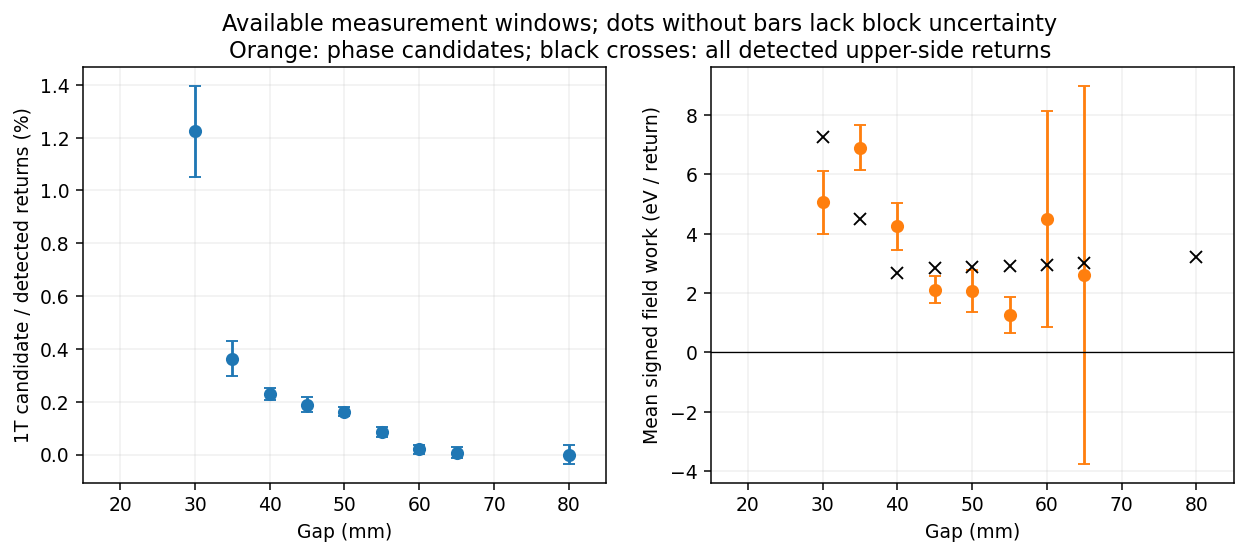 Available measurement windows; dots without bars lack block uncertainty
Orange: phase candidates; black crosses: all detected upper-side returns
1T candidate / detected returns (%)
1.4
1.2
1.0
0.8
0.6
0.4
0.2
0.0
20 30 40 50 60 70 80
Gap (mm)
Mean signed field work (eV / return)
8
6
4
2
0
−2
−4
20 30 40 50 60 70 80
Gap (mm)